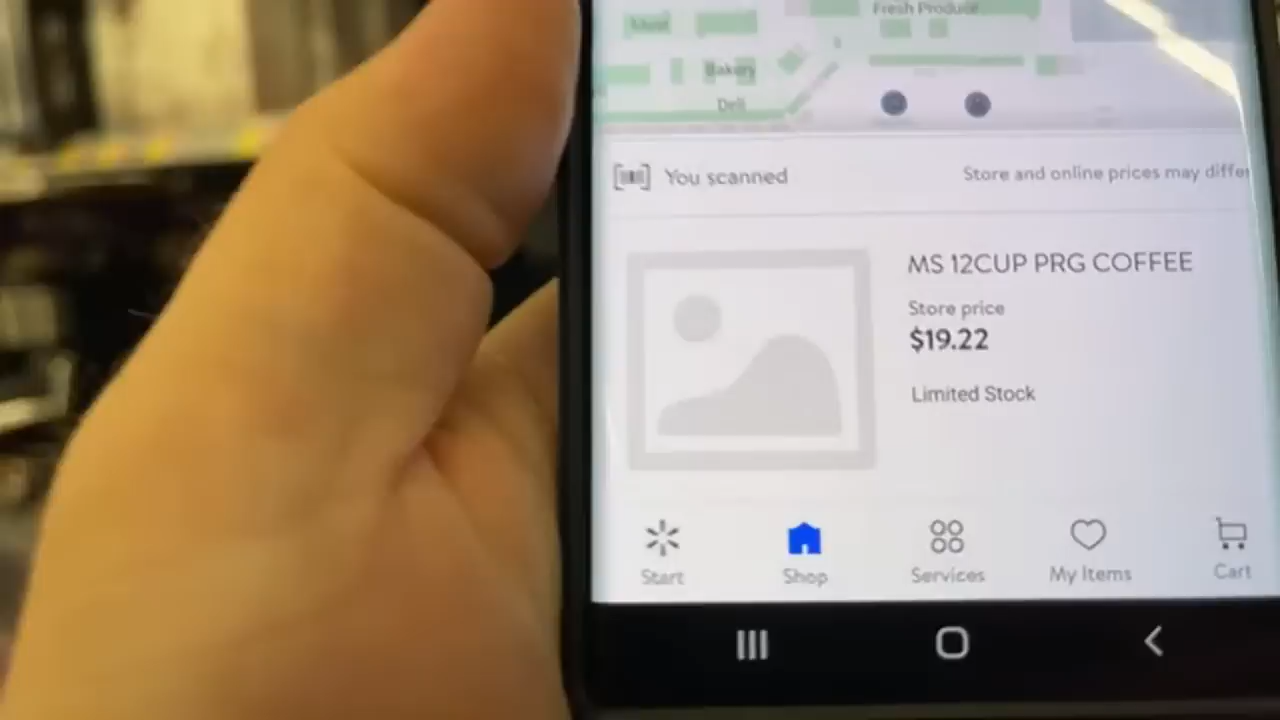 Fresh Produce
Meat
Bakery
Deli
You scanned
Store and online prices may differ
MS 12CUP PRG COFFEE
Store price
$19.22
Limited Stock
Start
Shop
Services
My Items
Cart